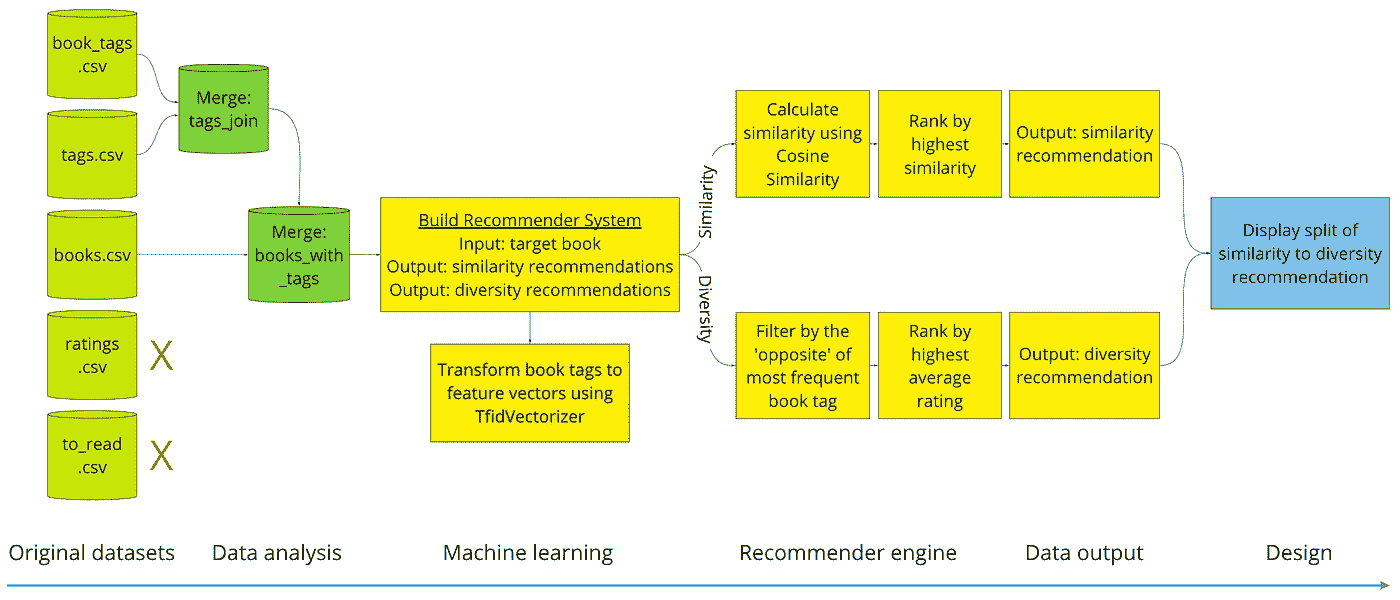 book_tags
.csv
tags.csv
books.csv
ratings
.csv
X
to_read
.csv
X
Merge:
tags_join
Merge:
books_with
_tags
Build Recommender System
Input: target book
Output: similarity recommendations
Output: diversity recommendations
Transform book tags to
feature vectors using
TfidVectorizer
Similarity
Diversity
Calculate
similarity using
Cosine
Similarity
Rank by
highest
similarity
Output: similarity
recommendation
Filter by the
'opposite' of
most frequent
book tag
Rank by
highest
average
rating
Output: diversity
recommendation
Display split of
similarity to diversity
recommendation
Original datasets
Data analysis
Machine learning
Recommender engine
Data output
Design